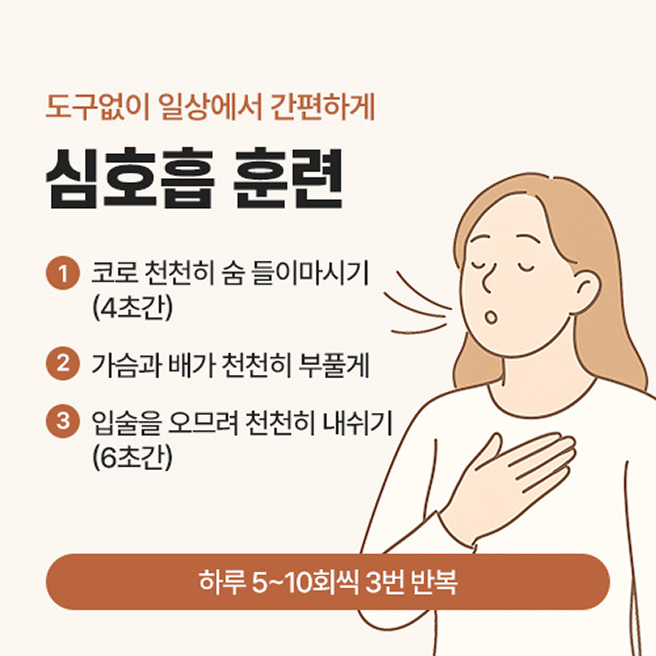 도구없이 일상에서 간편하게
심호흡 훈련
1 코로 천천히 숨 들이마시기
(4초간)
2 가슴과 배가 천천히 부풀게
3 입술을 오므려 천천히 내쉬기
(6초간)
하루 5~10회씩 3번 반복